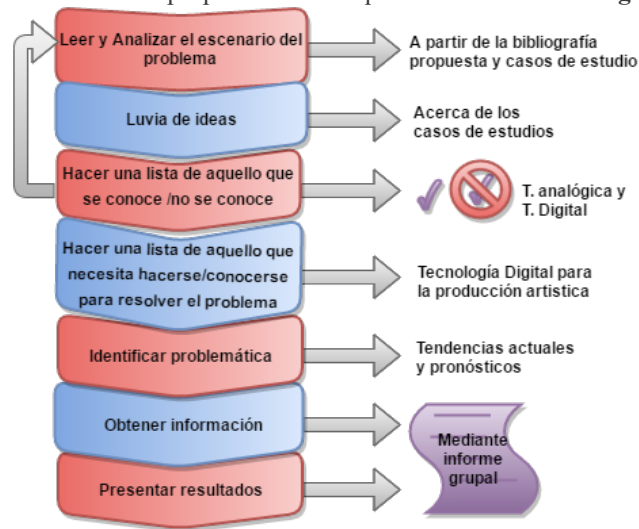 Leer y Analizar el escenario del
problema
A partir de la bibliografía
propuesta y casos de estudio
Luvia de ideas
Acerca de los
casos de estudios
Hacer una lista de aquello que
se conoce /no se conoce
T. analógica y
T. Digital
Hacer una lista de aquello que
necesita hacerse/conocerse
para resolver el problema
Tecnología Digital para
la producción artistica
Identificar problemática
Tendencias actuales
y pronósticos
Obtener información
Mediante
informe
grupal
Presentar resultados